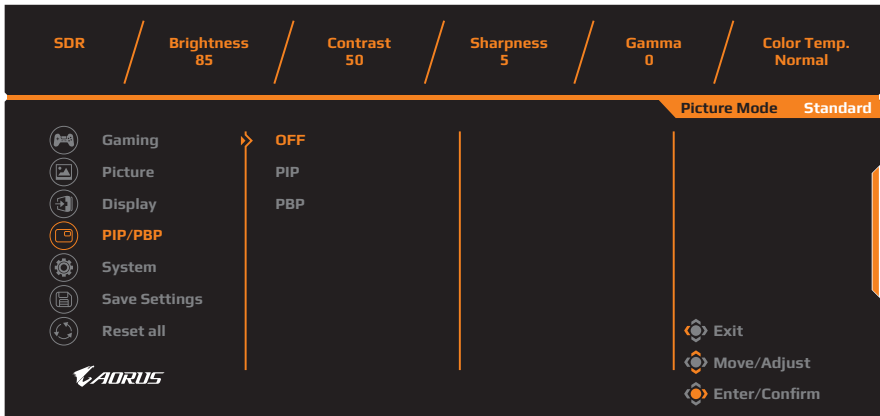 SDR
Brightness
85
Contrast
50
Sharpness
5
Gamma
0
Color Temp.
Normal
Picture Mode Standard
Gaming
Picture
Display
PIP/PBP
System
Save Settings
Reset all
OFF
PIP
PBP
Exit
Move/Adjust
Enter/Confirm
AORUS